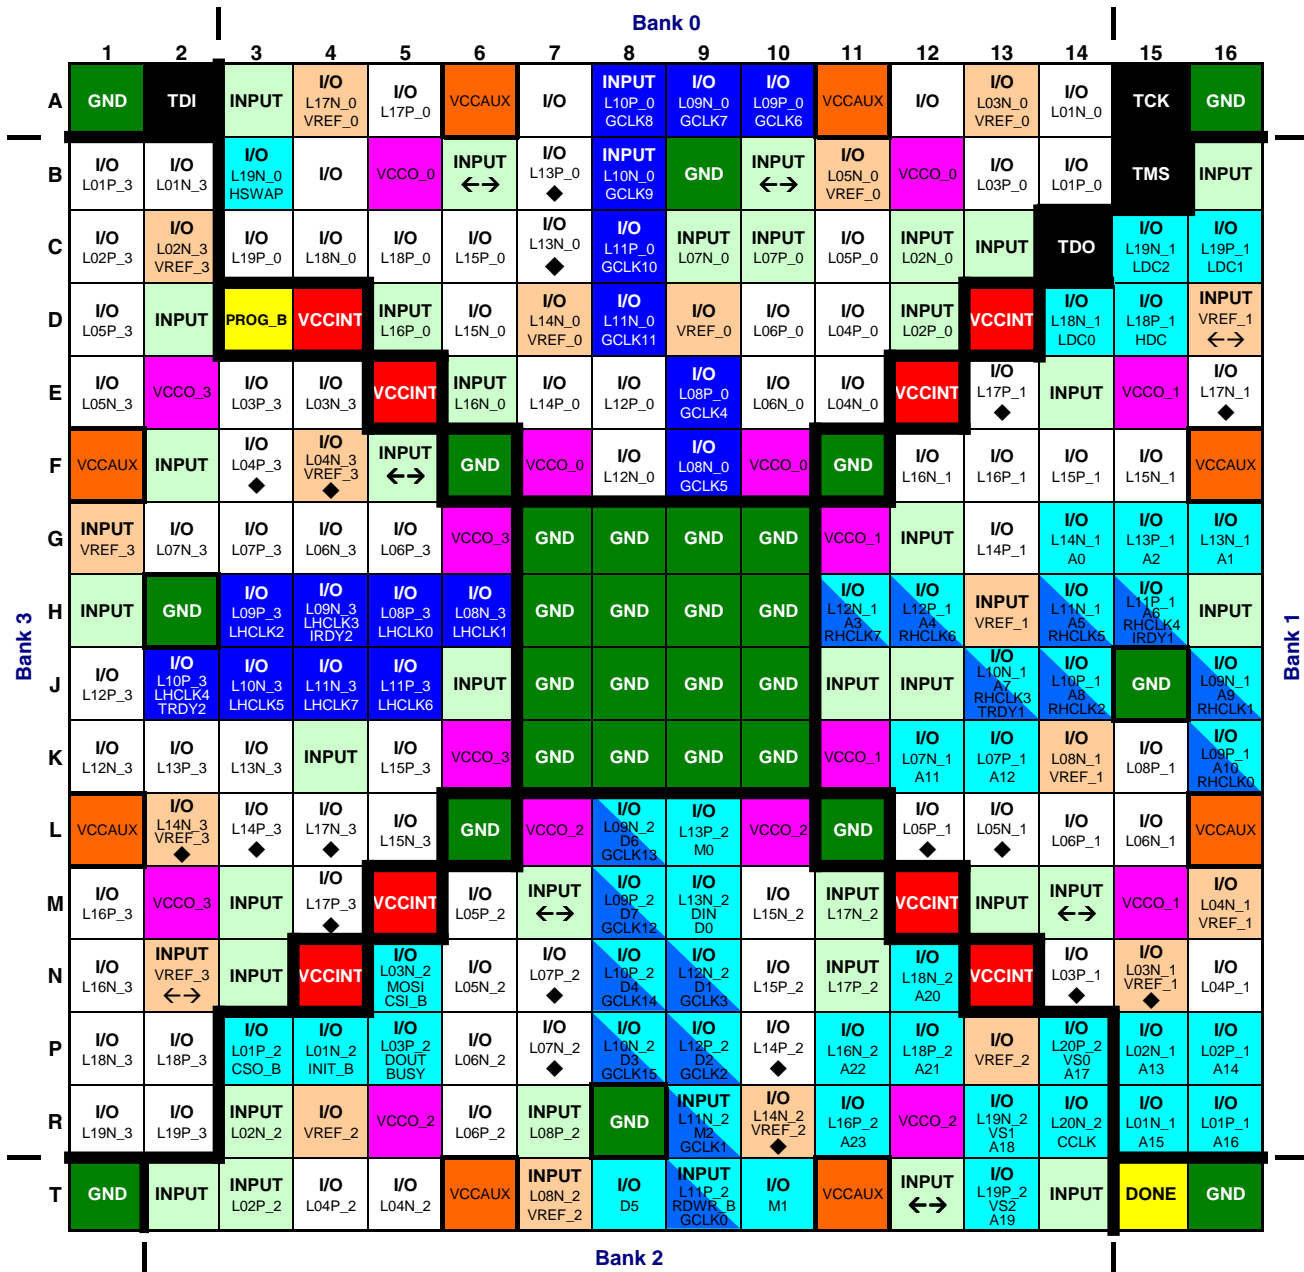 Bank 0
1 2 3 4 5 6 7 8 9 10 11 12 13 14 15 16
A
GND
TDI
INPUT
I/O
L17N_0
VREF_0
I/O
L17P_0
VCCAUX
I/O
INPUT
L10P_0
GCLK8
I/O
L09N_0
GCLK7
I/O
L09P_0
GCLK6
VCCAUX
I/O
I/O
L03N_0
VREF_0
I/O
L01N_0
TCK
GND
B
I/O
L01P_3
I/O
L01N_3
I/O
L19N_0
HSWAP
I/O
VCCO_0
INPUT
←→
I/O
L13P_0
◆
INPUT
L10N_0
GCLK9
GND
INPUT
←→
I/O
L05N_0
VREF_0
VCCO_0
I/O
L03P_0
I/O
L01P_0
TMS
INPUT
C
I/O
L02P_3
I/O
L02N_3
VREF_3
I/O
L19P_0
I/O
L18N_0
I/O
L18P_0
I/O
L15P_0
I/O
L13N_0
◆
I/O
L11P_0
GCLK10
INPUT
L07N_0
INPUT
L07P_0
I/O
L05P_0
INPUT
L02N_0
INPUT
TDO
I/O
L19N_1
LDC2
I/O
L19P_1
LDC1
D
I/O
L05P_3
INPUT
PROG_B
VCCINT
INPUT
L16P_0
I/O
L15N_0
I/O
L14N_0
VREF_0
I/O
L11N_0
GCLK11
I/O
VREF_0
I/O
L06P_0
I/O
L04P_0
INPUT
L02P_0
VCCINT
I/O
L18N_1
LDC0
I/O
L18P_1
HDC
INPUT
VREF_1
←→
E
I/O
L05N_3
VCCO_3
I/O
L03P_3
I/O
L03N_3
VCCINT
INPUT
L16N_0
I/O
L14P_0
I/O
L12P_0
I/O
L08P_0
GCLK4
I/O
L06N_0
I/O
L04N_0
VCCINT
I/O
L17P_1
◆
INPUT
VCCO_1
I/O
L17N_1
◆
F
VCCAUX
INPUT
I/O
L04P_3
◆
I/O
L04N_3
VREF_3
◆
INPUT
←→
GND
VCCO_0
I/O
L12N_0
I/O
L08N_0
GCLK5
VCCO_0
GND
I/O
L16N_1
I/O
L16P_1
I/O
L15P_1
I/O
L15N_1
VCCAUX
G
INPUT
VREF_3
I/O
L07N_3
I/O
L07P_3
I/O
L06N_3
I/O
L06P_3
VCCO_3
GND
GND
GND
GND
VCCO_1
INPUT
I/O
L14P_1
I/O
L14N_1
A0
I/O
L13P_1
A2
I/O
L13N_1
A1
Bank 3
H
INPUT
GND
I/O
L09P_3
LHCLK2
I/O
L09N_3
LHCLK3
IRDY2
I/O
L08P_3
LHCLK0
I/O
L08N_3
LHCLK1
GND
GND
GND
GND
I/O
L12N_1
A3
RHCLK7
I/O
L12P_1
A4
RHCLK6
INPUT
VREF_1
I/O
L11N_1
A5
RHCLK5
I/O
L11P_1
A6
RHCLK4
IRDY1
INPUT
Bank 1
J
I/O
L12P_3
I/O
L10P_3
LHCLK4
TRDY2
I/O
L10N_3
LHCLK5
I/O
L11N_3
LHCLK7
I/O
L11P_3
LHCLK6
INPUT
GND
GND
GND
GND
INPUT
INPUT
I/O
L10N_1
A7
RHCLK3
TRDY1
I/O
L10P_1
A8
RHCLK2
GND
I/O
L09N_1
A9
RHCLK1
K
I/O
L12N_3
I/O
L13P_3
I/O
L13N_3
INPUT
I/O
L15P_3
VCCO_3
GND
GND
GND
GND
VCCO_1
I/O
L07N_1
A11
I/O
L07P_1
A12
I/O
L08N_1
VREF_1
I/O
L08P_1
I/O
L09P_1
A10
RHCLK0
L
VCCAUX
I/O
L14N_3
VREF_3
◆
I/O
L14P_3
◆
I/O
L17N_3
◆
I/O
L15N_3
GND
VCCO_2
I/O
L09N_2
D6
GCLK13
I/O
L13P_2
M0
VCCO_2
GND
I/O
L05P_1
◆
I/O
L05N_1
◆
I/O
L06P_1
I/O
L06N_1
VCCAUX
M
I/O
L16P_3
VCCO_3
INPUT
I/O
L17P_3
◆
VCCINT
I/O
L05P_2
INPUT
←→
I/O
L09P_2
D7
GCLK12
I/O
L13N_2
DIN
D0
I/O
L15N_2
INPUT
L17N_2
VCCINT
INPUT
INPUT
←→
VCCO_1
I/O
L04N_1
VREF_1
N
I/O
L16N_3
INPUT
VREF_3
←→
INPUT
VCCINT
I/O
L03N_2
MOSI
CSI_B
I/O
L05N_2
I/O
L07P_2
◆
I/O
L10P_2
D4
GCLK14
I/O
L12N_2
D1
GCLK3
I/O
L15P_2
INPUT
L17P_2
I/O
L18N_2
A20
VCCINT
I/O
L03P_1
◆
I/O
L03N_1
VREF_1
◆
I/O
L04P_1
P
I/O
L18N_3
I/O
L18P_3
I/O
L01P_2
CSO_B
I/O
L01N_2
INIT_B
I/O
L03P_2
DOUT
BUSY
I/O
L06N_2
I/O
L07N_2
◆
I/O
L10N_2
D3
GCLK15
I/O
L12P_2
D2
GCLK2
I/O
L14P_2
◆
I/O
L16N_2
A22
I/O
L18P_2
A21
I/O
VREF_2
I/O
L20P_2
VS0
A17
I/O
L02N_1
A13
I/O
L02P_1
A14
R
I/O
L19N_3
I/O
L19P_3
INPUT
L02N_2
I/O
VREF_2
VCCO_2
I/O
L06P_2
INPUT
L08P_2
GND
INPUT
L11N_2
M2
GCLK1
I/O
L14N_2
VREF_2
◆
I/O
L16P_2
A23
VCCO_2
I/O
L19N_2
VS1
A18
I/O
L20N_2
CCLK
I/O
L01N_1
A15
I/O
L01P_1
A16
T
GND
INPUT
INPUT
L02P_2
I/O
L04P_2
I/O
L04N_2
VCCAUX
INPUT
L08N_2
VREF_2
I/O
D5
INPUT
L11P_2
RDWR_B
GCLK0
I/O
M1
VCCAUX
INPUT
←→
I/O
L19P_2
VS2
A19
INPUT
DONE
GND
Bank 2